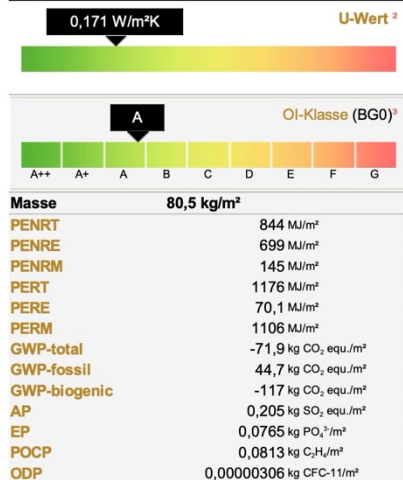 0,171 W/m²K
U-Wert ²
A
OI-Klasse (BG0)³
A++ A+ A B C D E F G
Masse 80,5 kg/m²
PENRT 844 MJ/m²
PENRE 699 MJ/m²
PENRM 145 MJ/m²
PERT 1176 MJ/m²
PERE 70,1 MJ/m²
PERM 1106 MJ/m²
GWP-total -71,9 kg CO₂ equ./m²
GWP-fossil 44,7 kg CO₂ equ./m²
GWP-biogenic -117 kg CO₂ equ./m²
AP 0,205 kg SO₂ equ./m²
EP 0,0765 kg PO₄³⁻/m²
POCP 0,0813 kg C₂H₄/m²
ODP 0,00000306 kg CFC-11/m²